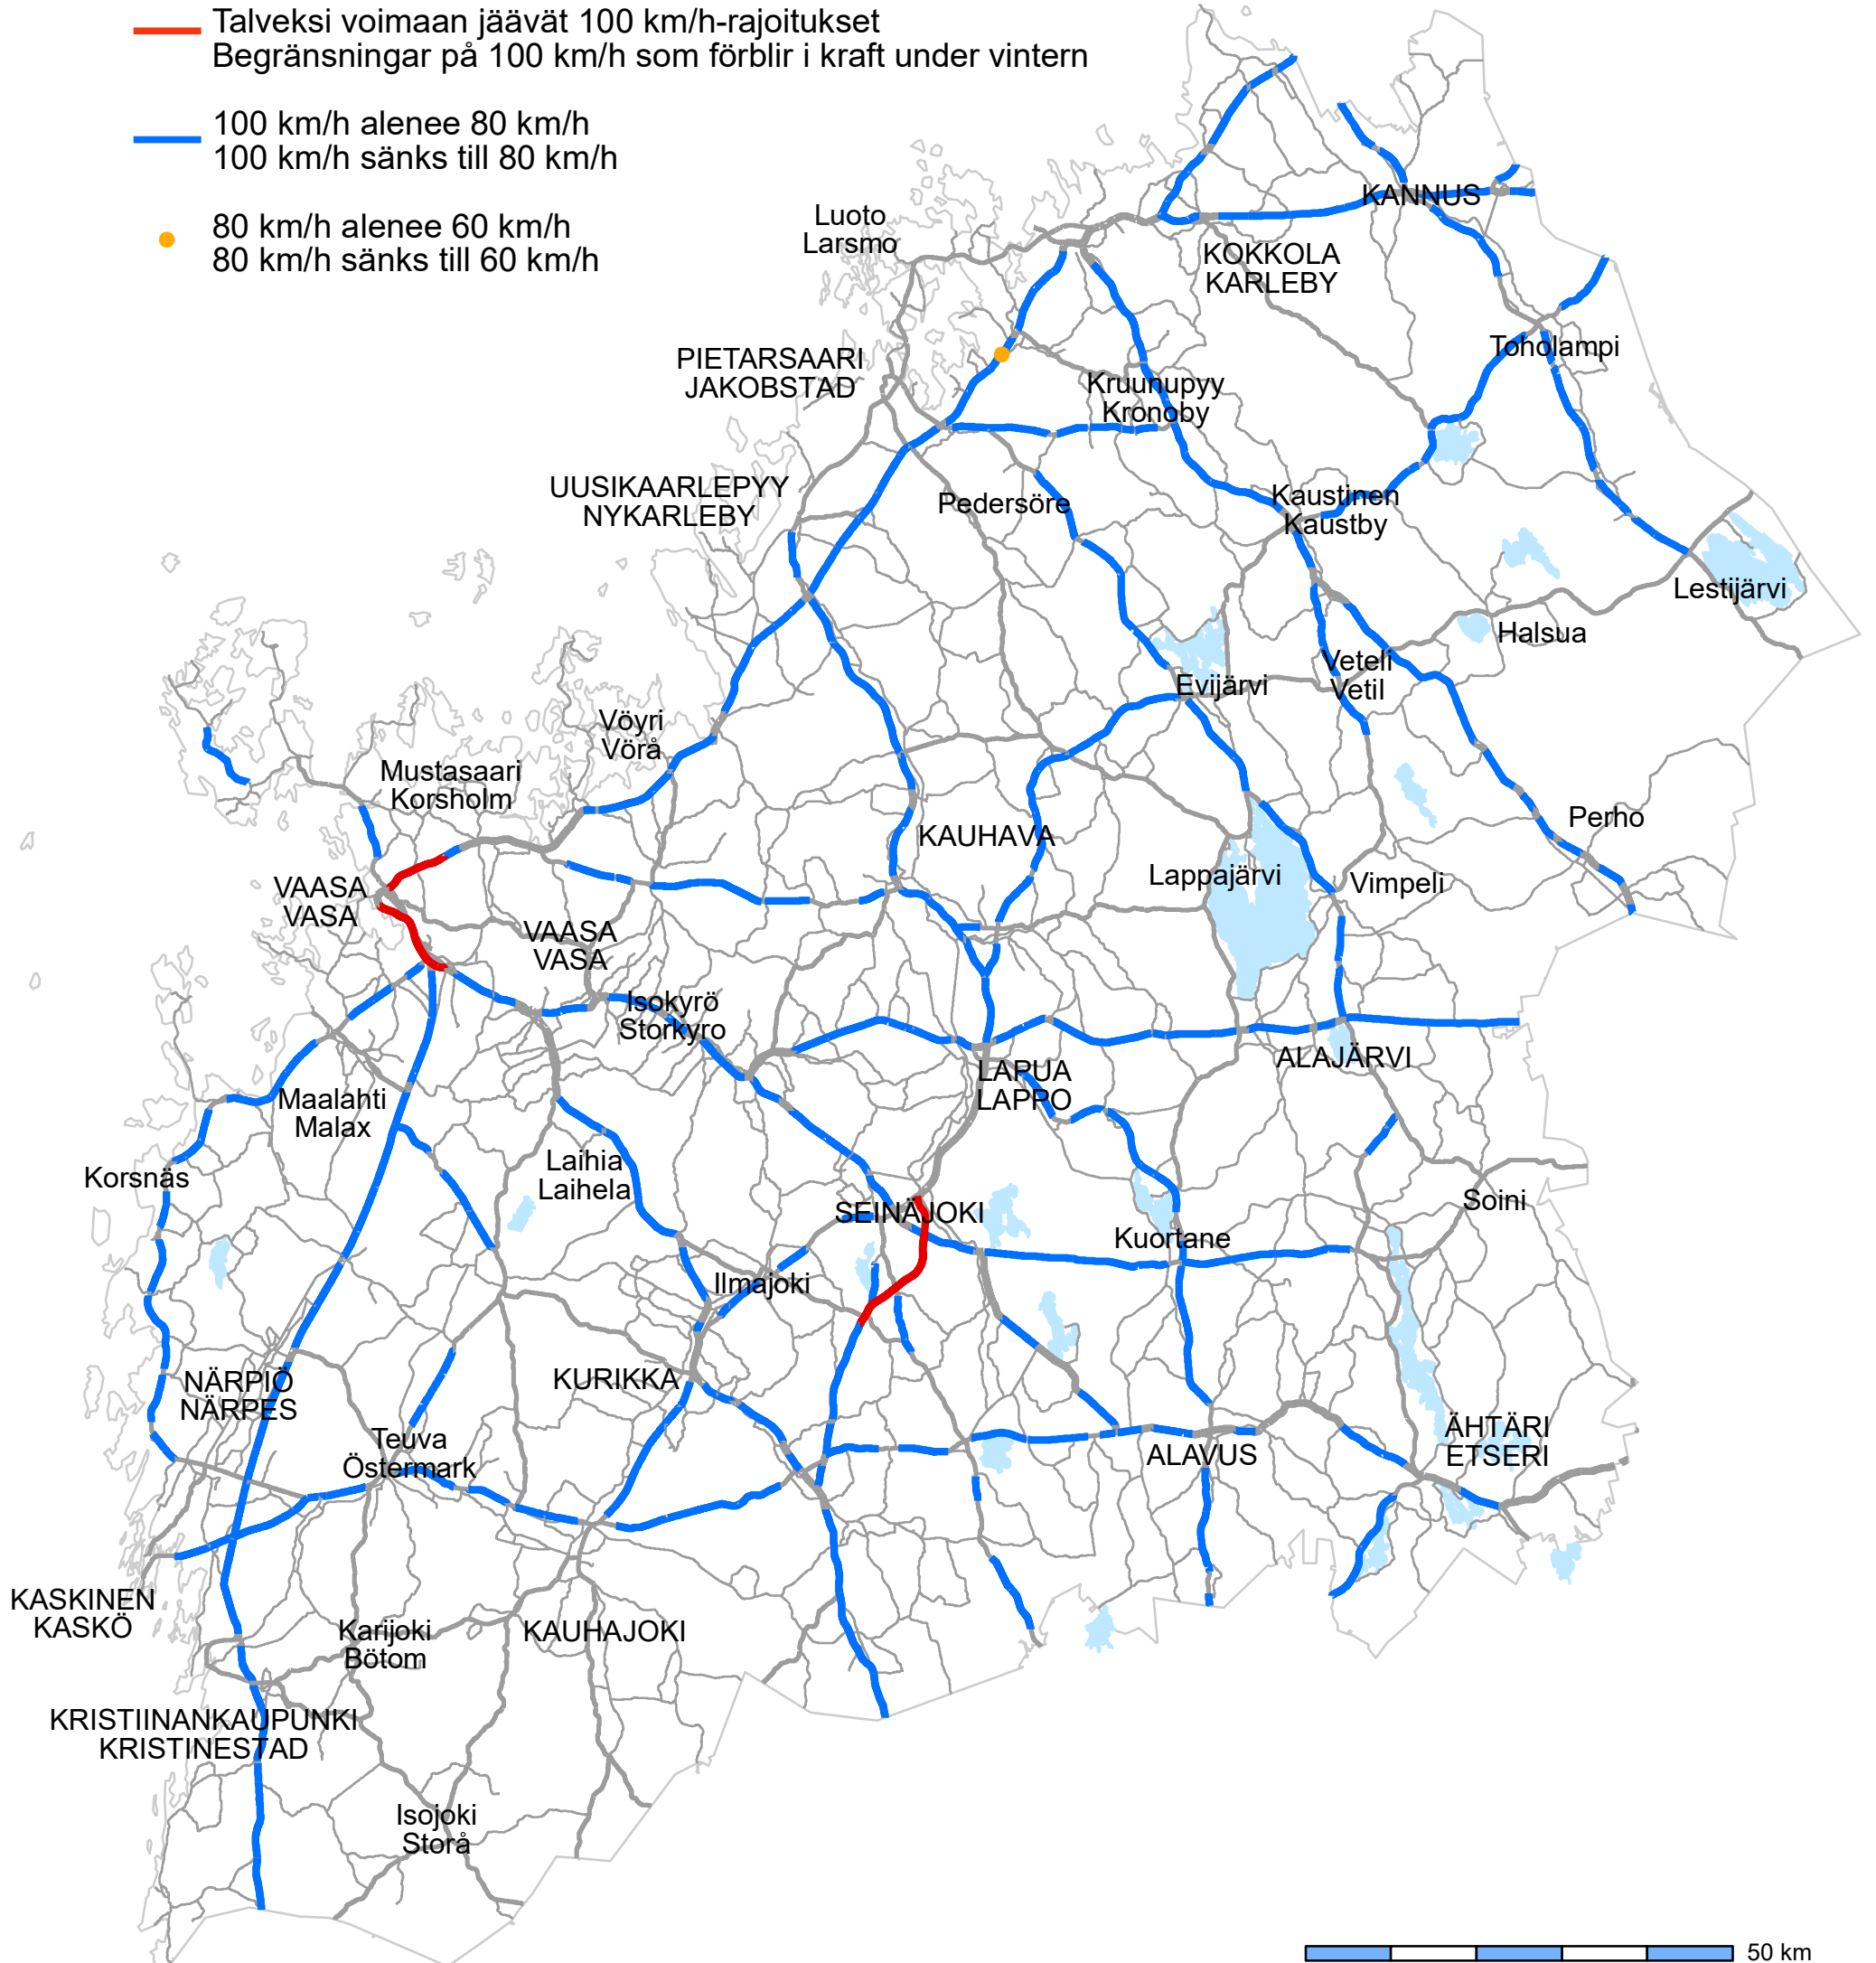 Talveksi voimaan jäävät 100 km/h-rajoitukset
Begränsningar på 100 km/h som förblir i kraft under vintern
100 km/h alenee 80 km/h
100 km/h sänks till 80 km/h
80 km/h alenee 60 km/h
80 km/h sänks till 60 km/h
KANNUS
Luoto
Larsmo
KOKKOLA
KARLEBY
Toholampi
PIETARSAARI
JAKOBSTAD
Kruunupyy
Kronoby
UUSIKAARLEPYY
NYKARLEBY
Pedersöre
Kaustinen
Kaustby
Lestijärvi
Halsua
Veteli
Vetil
Evijärvi
Vöyri
Vörå
Mustasaari
Korsholm
Perho
KAUHAVA
Lappajärvi
Vimpeli
VAASA
VASA
VAASA
VASA
Isokyrö
Storkyro
ALAJÄRVI
LAPUA
LAPPO
Maalahti
Malax
Laihia
Laihela
Korsnäs
Soini
SEINÄJOKI
Kuortane
Ilmajoki
NÄRPIÖ
NÄRPES
KURIKKA
Teuva
Östermark
ÄHTÄRI
ETSERI
ALAVUS
KASKINEN
KASKÖ
Karijoki
Bötom
KAUHAJOKI
KRISTIINANKAUPUNKI
KRISTINESTAD
Isojoki
Storå
50 km